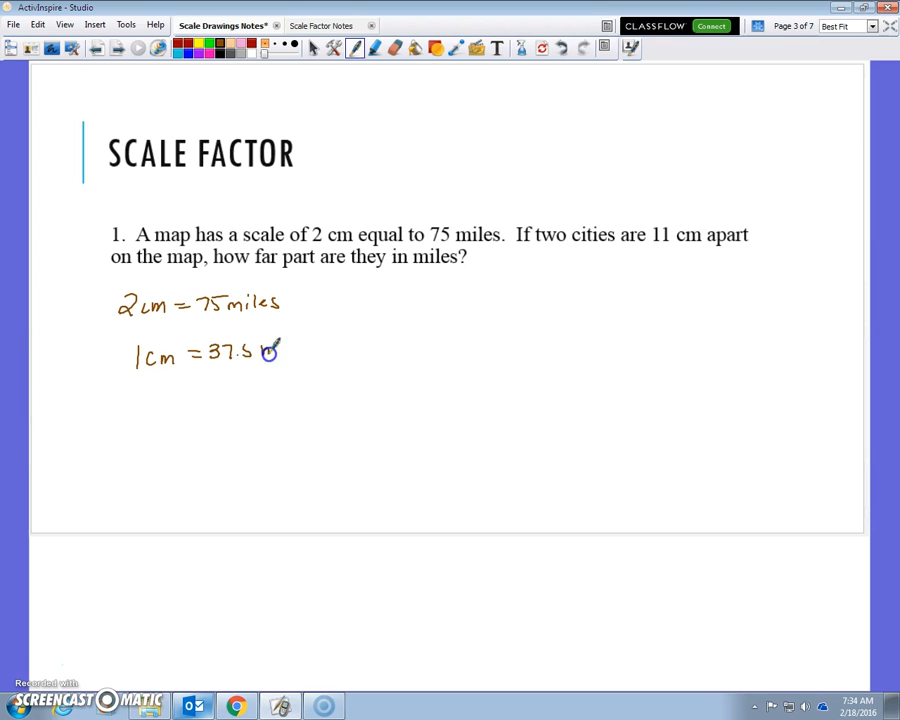 ActivInspire - Studio
File Edit View Insert Tools Help Scale Drawings Notes* Scale Factor Notes CLASSFLOW Connect Page 3 of 7 Best Fit
SCALE FACTOR
1. A map has a scale of 2 cm equal to 75 miles. If two cities are 11 cm apart
on the map, how far part are they in miles?
2cm = 75miles
1cm = 37.5
Recorded with
SCREENCAST MATIC
7:34 AM
2/18/2016